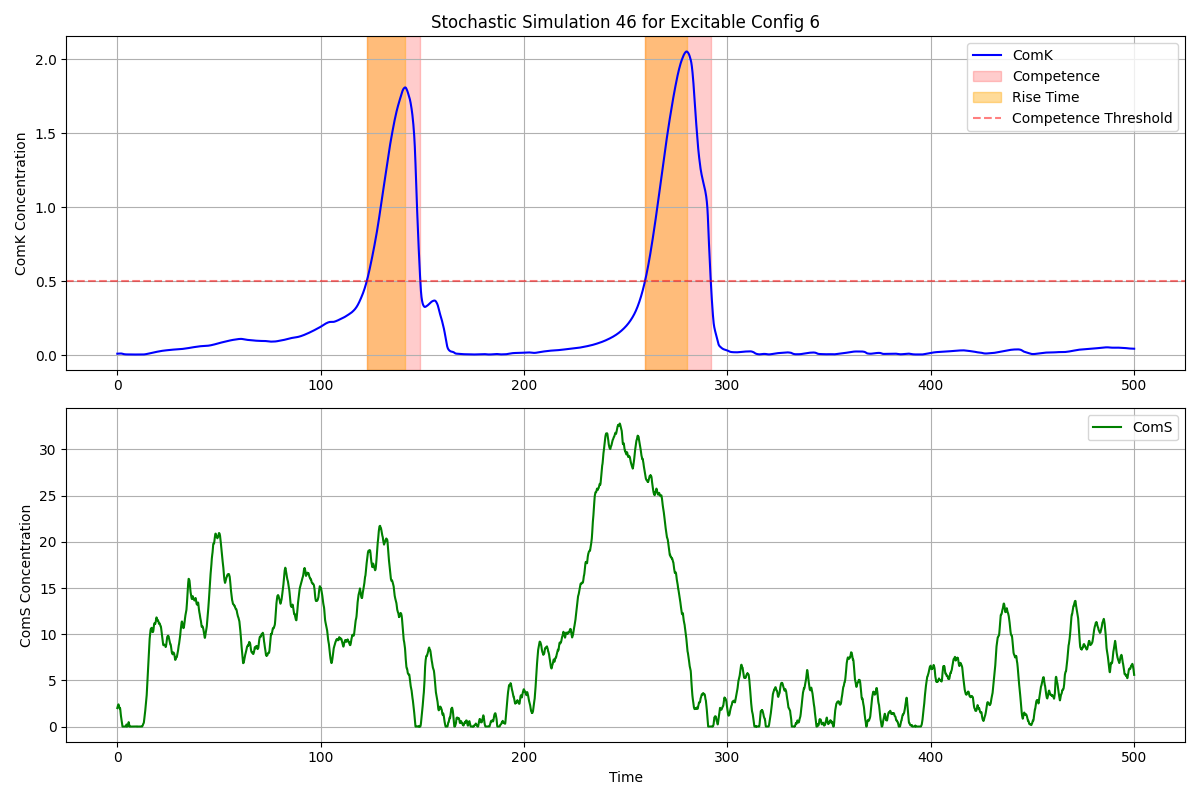 Stochastic Simulation 46 for Excitable Config 6
ComK Concentration
2.0
1.5
1.0
0.5
0.0
ComK
Competence
Rise Time
Competence Threshold
0 100 200 300 400 500
ComS Concentration
30
25
20
15
10
5
0
ComS
0 100 200 300 400 500
Time